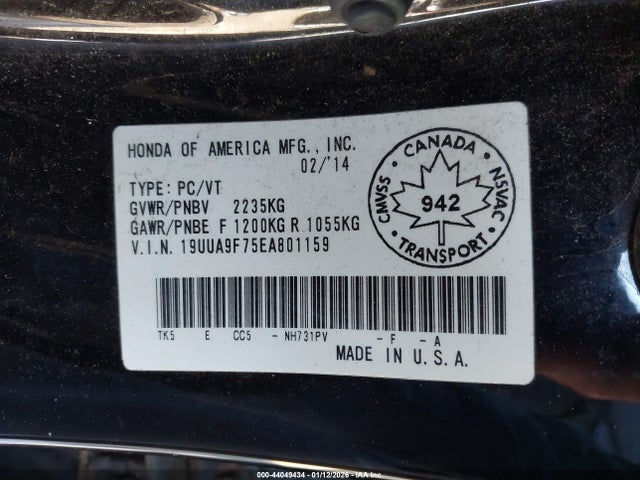 HONDA OF AMERICA MFG., INC.
02/'14
TYPE: PC/VT
GVWR/PNBV 2235KG
GAWR/PNBE F 1200KG R 1055KG
V.I.N. 19UUA9F75EA801159
CANADA
CMVSS
NSVAC
942
TRANSPORT
TK5 E CC5 - NH731PV - F - A
MADE IN U.S.A.
000-44049434 - 01/12/2026 - IAA Inc.